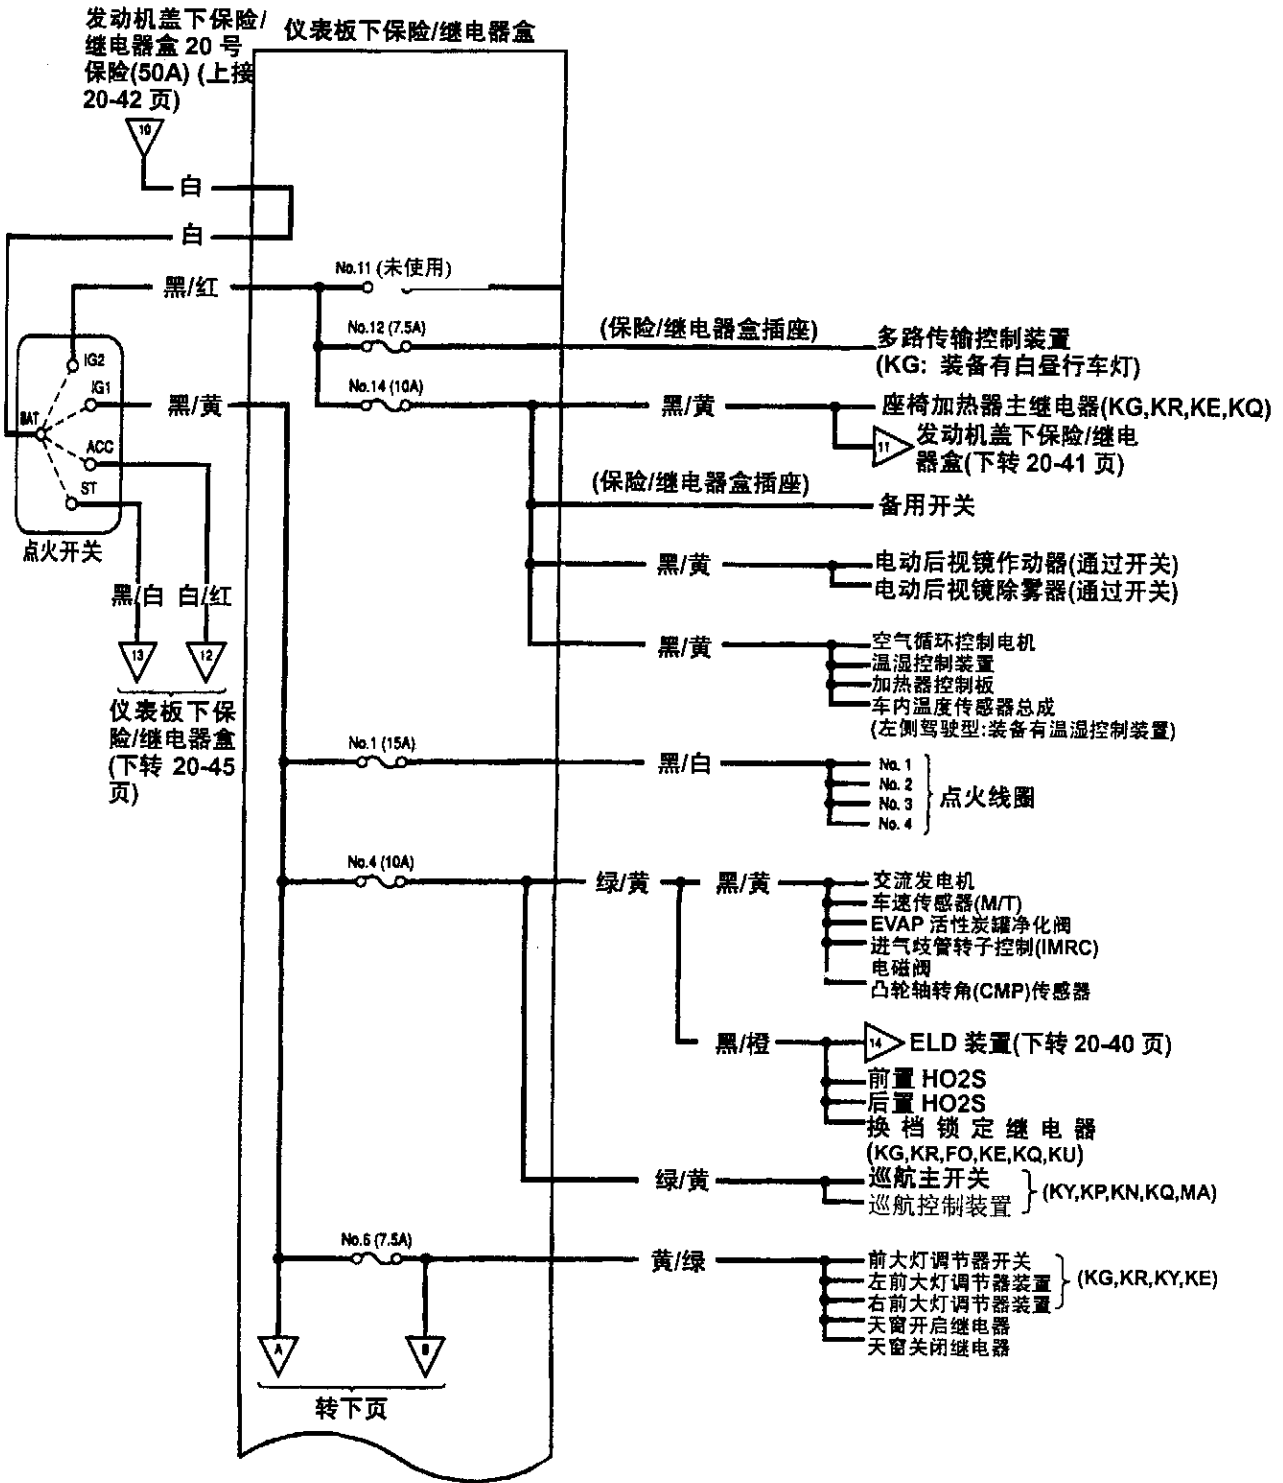 发动机盖下保险/
继电器盒 20 号
保险(50A) (上接
20-42 页)
仪表板下保险/继电器盒
10
白
白
No.11 (未使用)
黑/红
No.12 (7.5A)
(保险/继电器盒插座)
多路传输控制装置
(KG: 装备有白昼行车灯)
IG2
IG1
BAT
ACC
ST
点火开关
黑/黄
No.14 (10A)
黑/黄
座椅加热器主继电器(KG,KR,KE,KQ)
11
发动机盖下保险/继电
器盒(下转 20-41 页)
(保险/继电器盒插座)
备用开关
黑/黄
电动后视镜作动器(通过开关)
电动后视镜除雾器(通过开关)
黑/白
白/红
13
12
仪表板下保
险/继电器盒
(下转 20-45
页)
黑/黄
空气循环控制电机
温湿控制装置
加热器控制板
车内温度传感器总成
(左侧驾驶型:装备有温湿控制装置)
No.1 (15A)
黑/白
No. 1
No. 2
No. 3
No. 4
点火线圈
No.4 (10A)
绿/黄
黑/黄
交流发电机
车速传感器(M/T)
EVAP 活性炭罐净化阀
进气歧管转子控制(IMRC)
电磁阀
凸轮轴转角(CMP)传感器
黑/橙
14
ELD 装置(下转 20-40 页)
前置 HO2S
后置 HO2S
换 档 锁 定 继 电 器
(KG,KR,FO,KE,KQ,KU)
绿/黄
巡航主开关
巡航控制装置
(KY,KP,KN,KQ,MA)
No.6 (7.5A)
黄/绿
前大灯调节器开关
左前大灯调节器装置
右前大灯调节器装置
(KG,KR,KY,KE)
天窗开启继电器
天窗关闭继电器
A
B
转下页